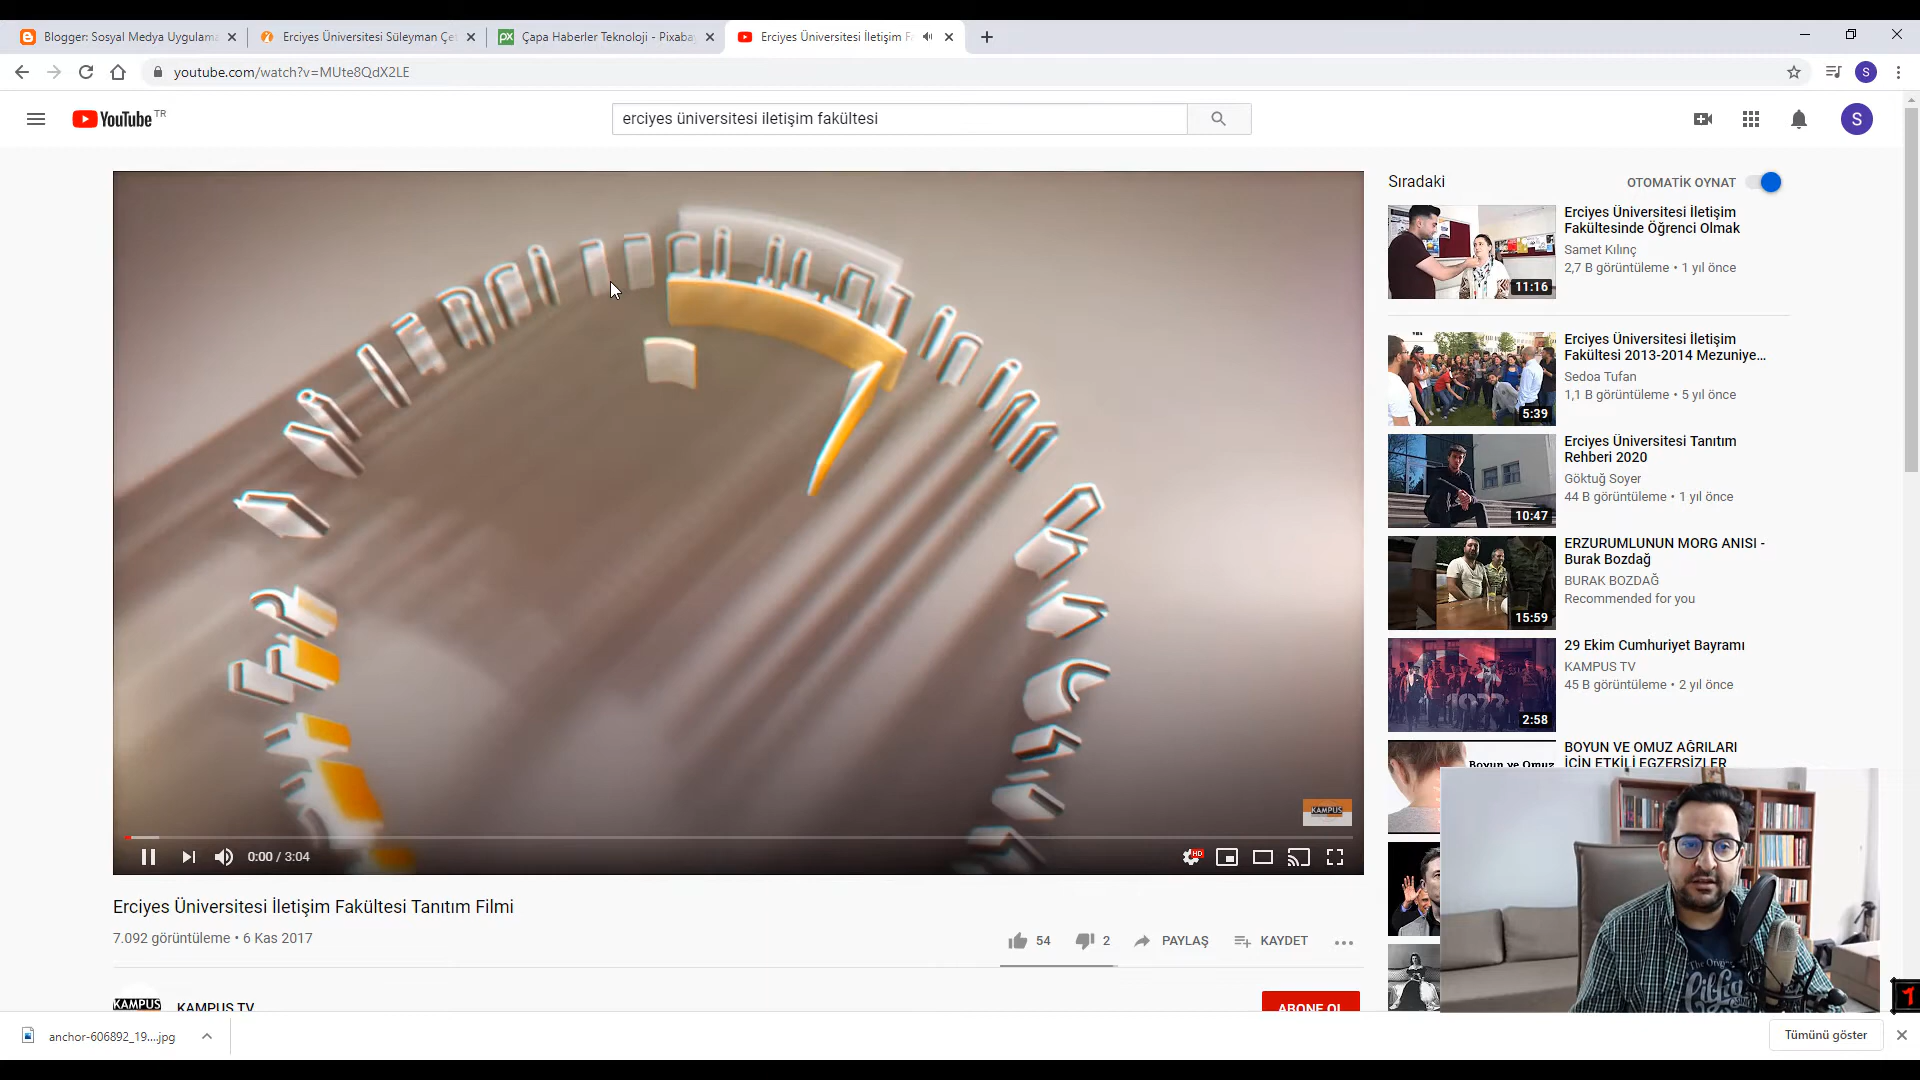 Blogger: Sosyal Medya Uygulama
Erciyes Üniversitesi Süleyman Çet
Çapa Haberler Teknoloji - Pixaba
Erciyes Üniversitesi İletişim Fa
youtube.com/watch?v=MUte8QdX2LE
S
YouTube TR
erciyes üniversitesi iletişim fakültesi
S
Sıradaki
OTOMATİK OYNAT
Erciyes Üniversitesi İletişim
Fakültesinde Öğrenci Olmak
Samet Kılınç
2,7 B görüntüleme • 1 yıl önce
11:16
Erciyes Üniversitesi İletişim
Fakültesi 2013-2014 Mezuniye...
Sedoa Tufan
1,1 B görüntüleme • 5 yıl önce
5:39
Erciyes Üniversitesi Tanıtım
Rehberi 2020
Göktuğ Soyer
44 B görüntüleme • 1 yıl önce
10:47
ERZURUMLUNUN MORG ANISI -
Burak Bozdağ
BURAK BOZDAĞ
Recommended for you
15:59
29 Ekim Cumhuriyet Bayramı
KAMPUS TV
45 B görüntüleme • 2 yıl önce
1923
2:58
BOYUN VE OMUZ AĞRILARI
İÇİN ETKİLİ EGZERSİZLER
Boyun ve Omuz
KAMPUS
0:00 / 3:04
HD
Erciyes Üniversitesi İletişim Fakültesi Tanıtım Filmi
7.092 görüntüleme • 6 Kas 2017
54
2
PAYLAŞ
KAYDET
KAMPUS
KAMPUS TV
ABONE OL
The Origin
anchor-606892_19....jpg
Tümünü göster